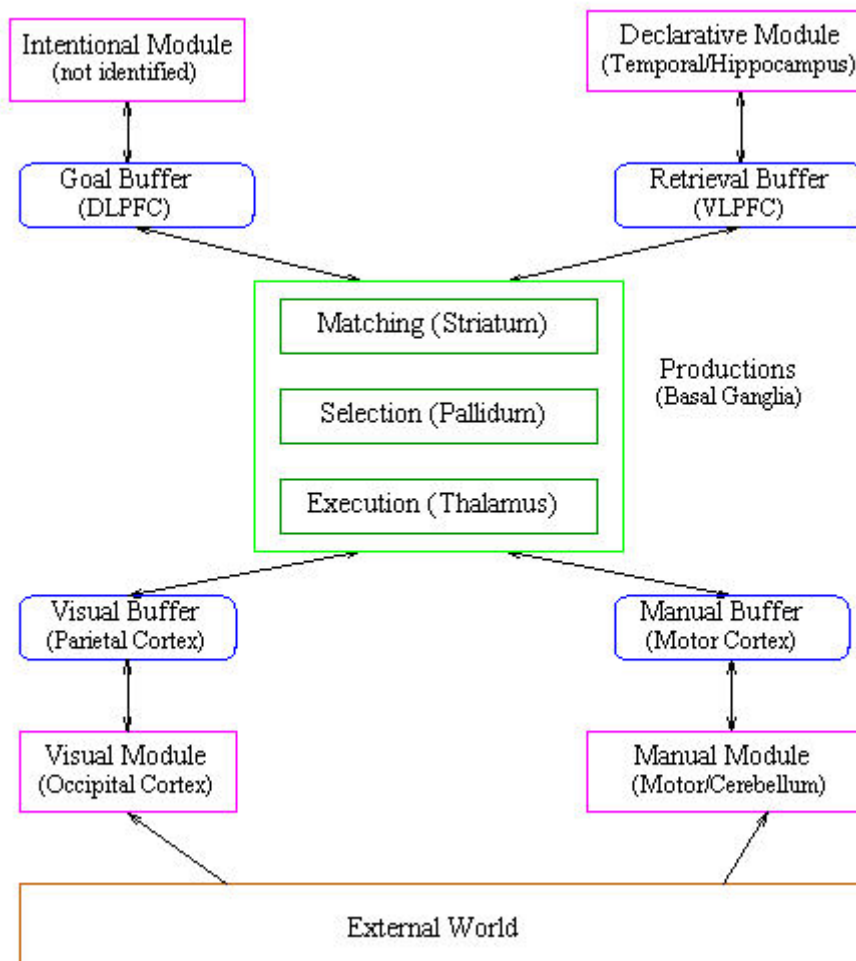 Intentional Module
(not identified)
Declarative Module
(Temporal/Hippocampus)
Goal Buffer
(DLPFC)
Retrieval Buffer
(VLPFC)
Matching (Striatum)
Productions
(Basal Ganglia)
Selection (Pallidum)
Execution (Thalamus)
Visual Buffer
(Parietal Cortex)
Manual Buffer
(Motor Cortex)
Visual Module
(Occipital Cortex)
Manual Module
(Motor/Cerebellum)
External World